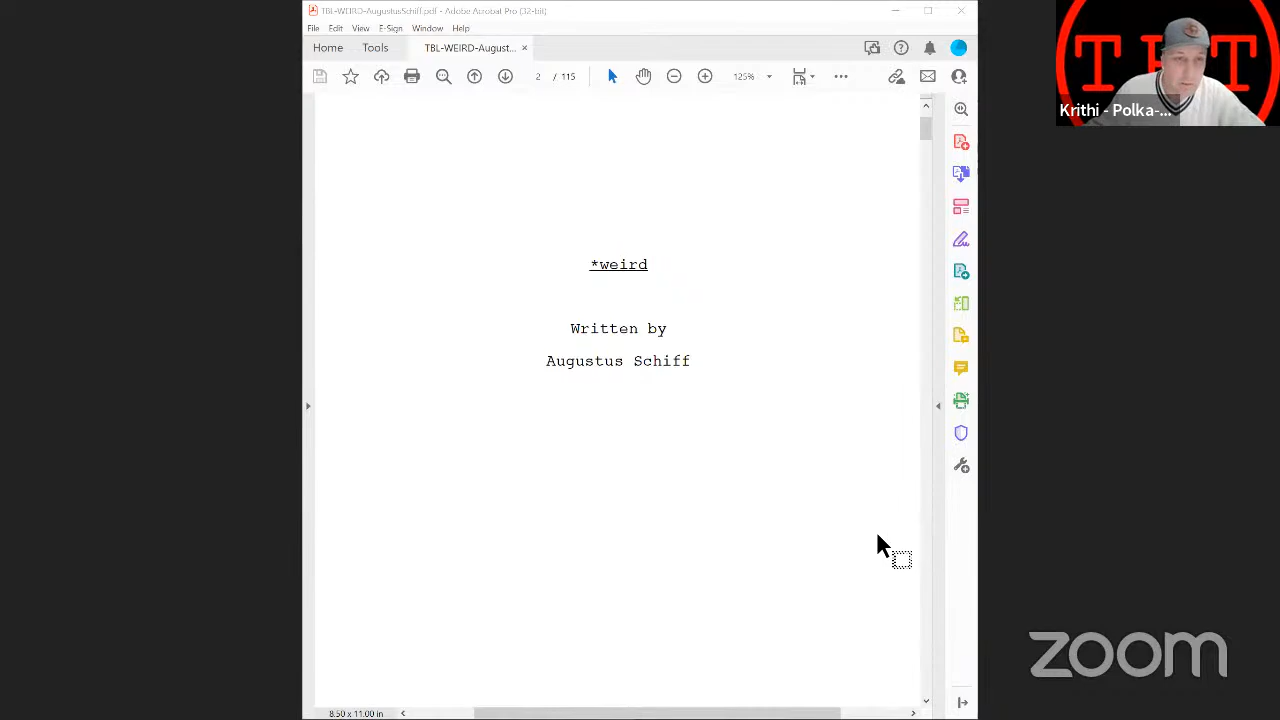 TBL-WEIRD-AugustusSchiff.pdf - Adobe Acrobat Pro (32-bit)
File Edit View E-Sign Window Help
Home Tools TBL-WEIRD-August... ×
2 / 115 125%
THT
Krithi - Polka-...
*weird
Written by
Augustus Schiff
8.50 x 11.00 in
zoom